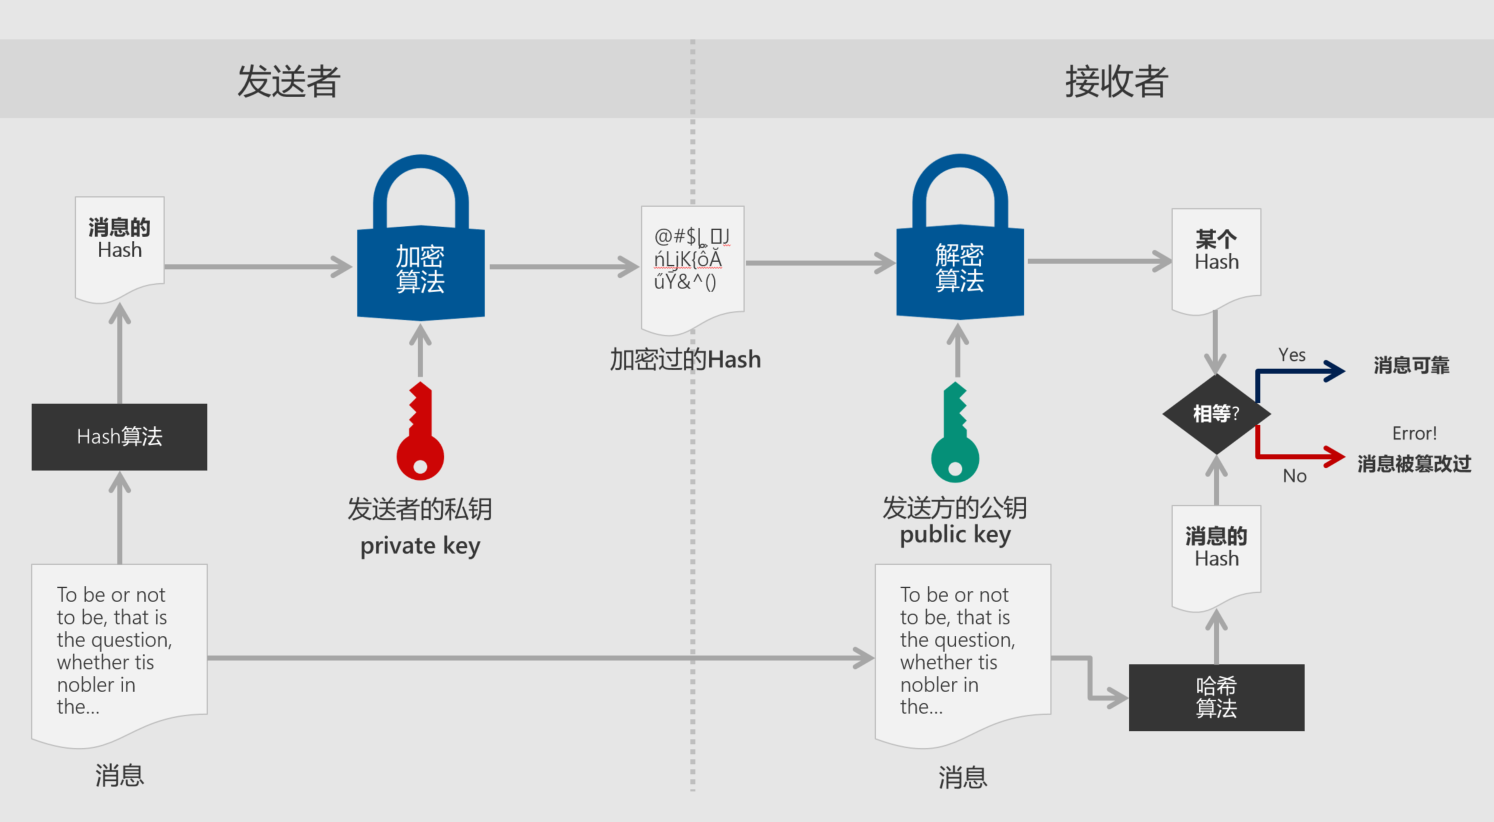 发送者
接收者
消息的
Hash
加密
算法
@#$
K{ôÅ
&^()
加密过的Hash
解密
算法
某个
Hash
Hash算法
发送者的私钥
private key
发送方的公钥
public key
相等?
Yes
消息可靠
Error!
消息被篡改过
No
消息的
Hash
哈希
算法
To be or not
to be, that is
the question,
whether tis
nobler in
the...
消息
To be or not
to be, that is
the question,
whether tis
nobler in
the...
消息